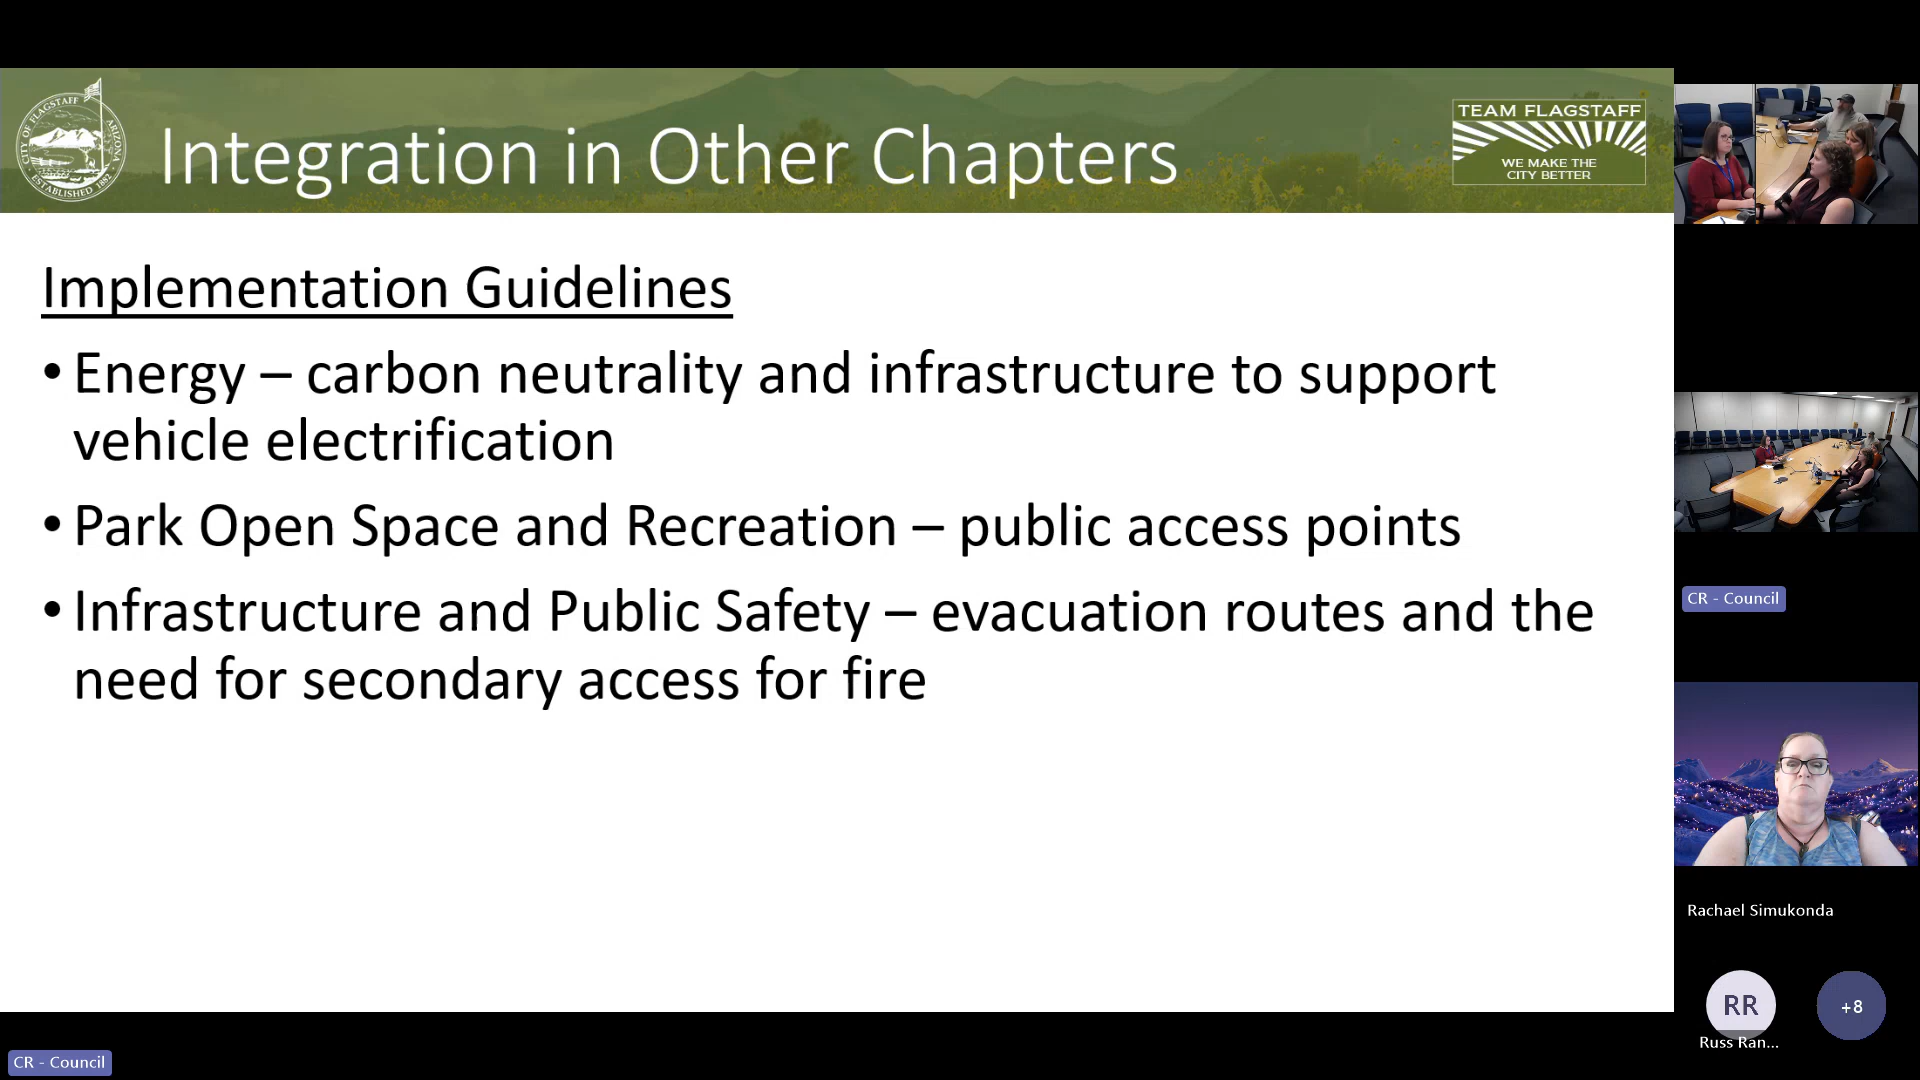 CITY OF FLAGSTAFF
ARIZONA
ESTABLISHED 1882
Integration in Other Chapters
TEAM FLAGSTAFF
WE MAKE THE
CITY BETTER
Implementation Guidelines
• Energy – carbon neutrality and infrastructure to support
vehicle electrification
• Park Open Space and Recreation – public access points
• Infrastructure and Public Safety – evacuation routes and the
need for secondary access for fire
CR - Council
Rachael Simukonda
RR
+8
Russ Ran...
CR - Council